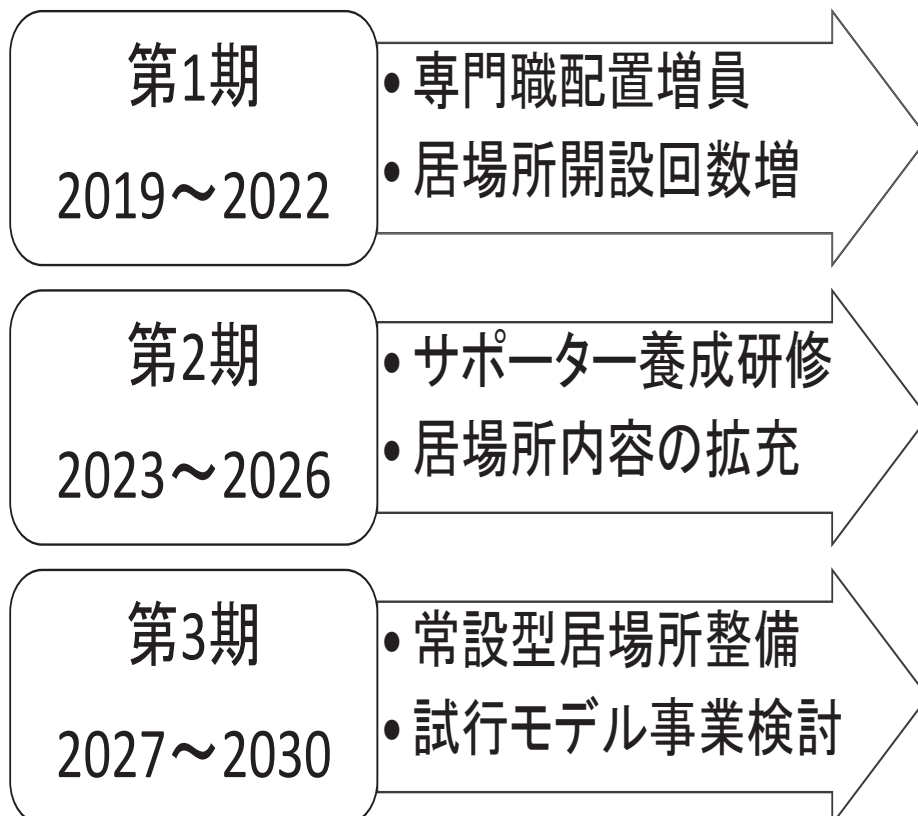 第1期
2019～2022
• 専門職配置増員
• 居場所開設回数増
第2期
2023～2026
• サポーター養成研修
• 居場所内容の拡充
第3期
2027～2030
• 常設型居場所整備
• 試行モデル事業検討